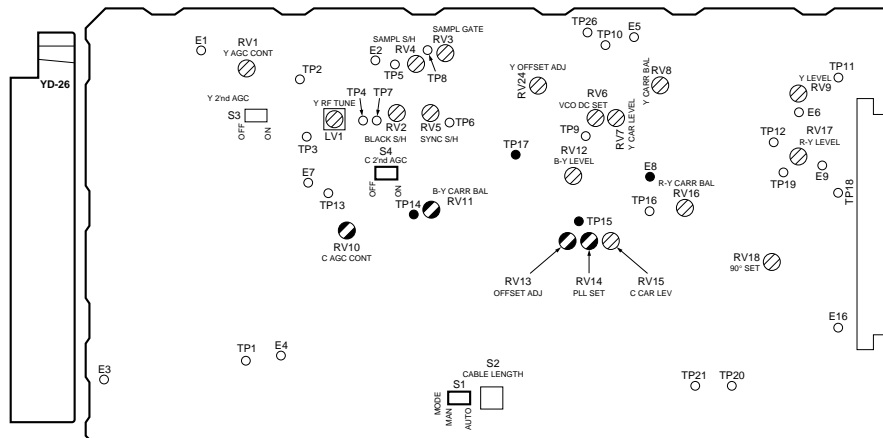 YD-26
E1
RV1
Y AGC CONT
TP2
Y 2'nd AGC
S3
OFF
ON
SAMPL S/H
SAMPL GATE
RV4
RV3
E2
TP5
TP8
Y RF TUNE
TP4
TP7
LV1
RV2
RV5
TP6
BLACK S/H
SYNC S/H
TP3
S4
C 2'nd AGC
OFF
ON
E7
TP13
TP14
B-Y CARR BAL
RV11
RV10
C AGC CONT
TP26
TP10
E5
Y OFFSET ADJ
RV24
RV6
VCO DC SET
RV7
Y CAR LEVEL
RV8
Y CARR BAL
TP9
TP17
RV12
B-Y LEVEL
E8
R-Y CARR BAL
TP16
RV16
TP15
RV13
OFFSET ADJ
RV14
PLL SET
RV15
C CAR LEV
TP11
Y LEVEL
RV9
E6
TP12
RV17
R-Y LEVEL
TP19
E9
TP18
RV18
90° SET
E16
TP1
E4
E3
S1
MODE
MAN
AUTO
S2
CABLE LENGTH
TP21
TP20